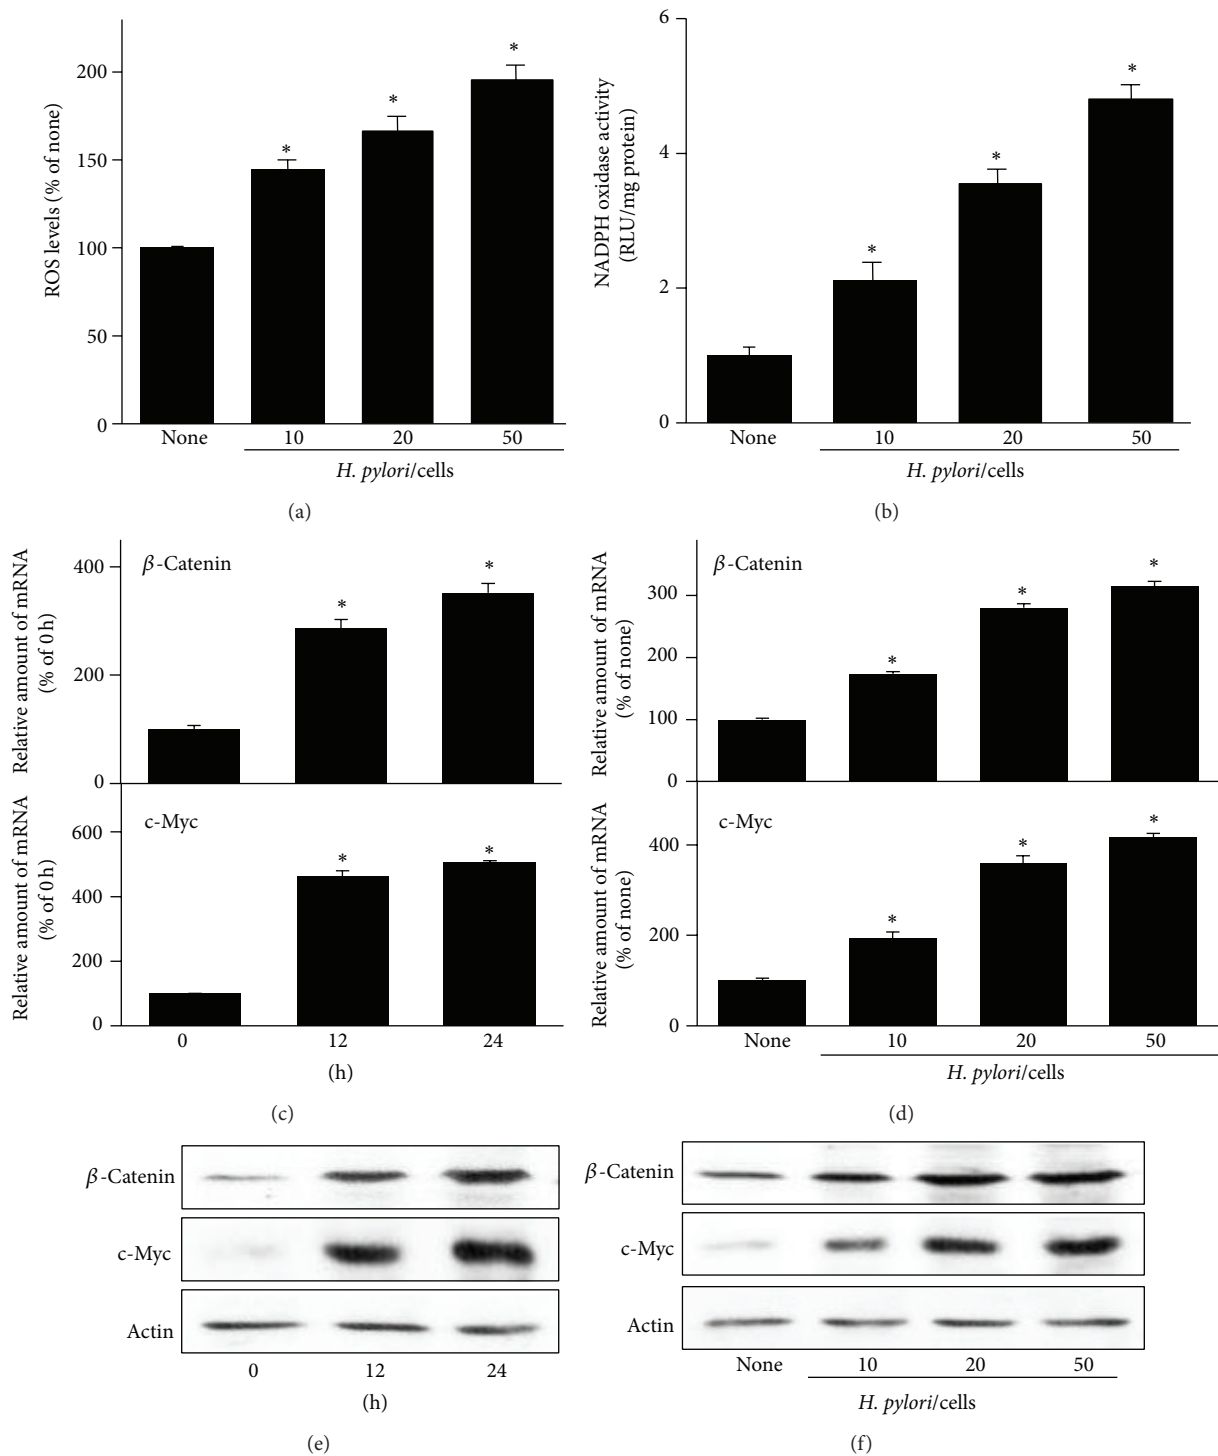 ROS levels (% of none)
200
150
100
50
0
*
*
*
None 10 20 50
H. pylori/cells
(a)
NADPH oxidase activity
(RLU/mg protein)
6
4
2
0
*
*
*
None 10 20 50
H. pylori/cells
(b)
Relative amount of mRNA
(% of 0 h)
β-Catenin
400
200
0
*
*
Relative amount of mRNA
(% of 0 h)
c-Myc
600
400
200
0
*
*
0 12 24
(h)
(c)
Relative amount of mRNA
(% of none)
β-Catenin
300
200
100
0
*
*
*
Relative amount of mRNA
(% of none)
c-Myc
400
200
0
*
*
*
None 10 20 50
H. pylori/cells
(d)
β-Catenin
c-Myc
Actin
0 12 24
(h)
(e)
β-Catenin
c-Myc
Actin
None 10 20 50
H. pylori/cells
(f)